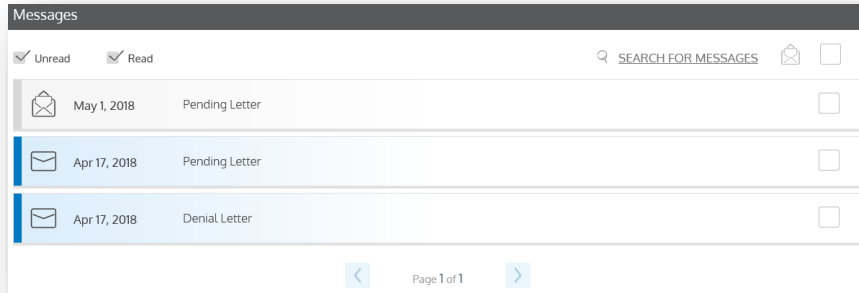 Messages
Unread Read SEARCH FOR MESSAGES
May 1, 2018 Pending Letter
Apr 17, 2018 Pending Letter
Apr 17, 2018 Denial Letter
Page 1 of 1